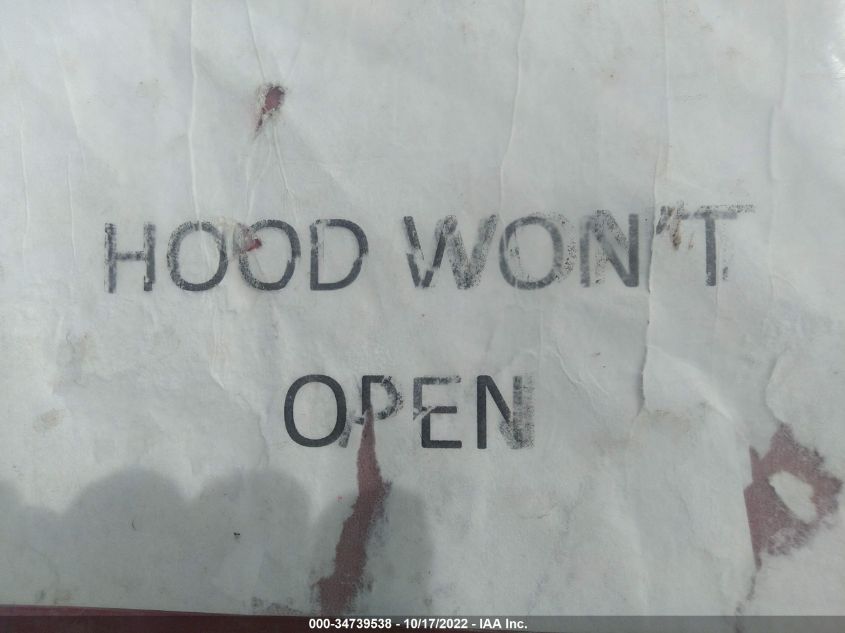 HOOD WON'T
OPEN
000-34739538 - 10/17/2022 - IAA Inc.